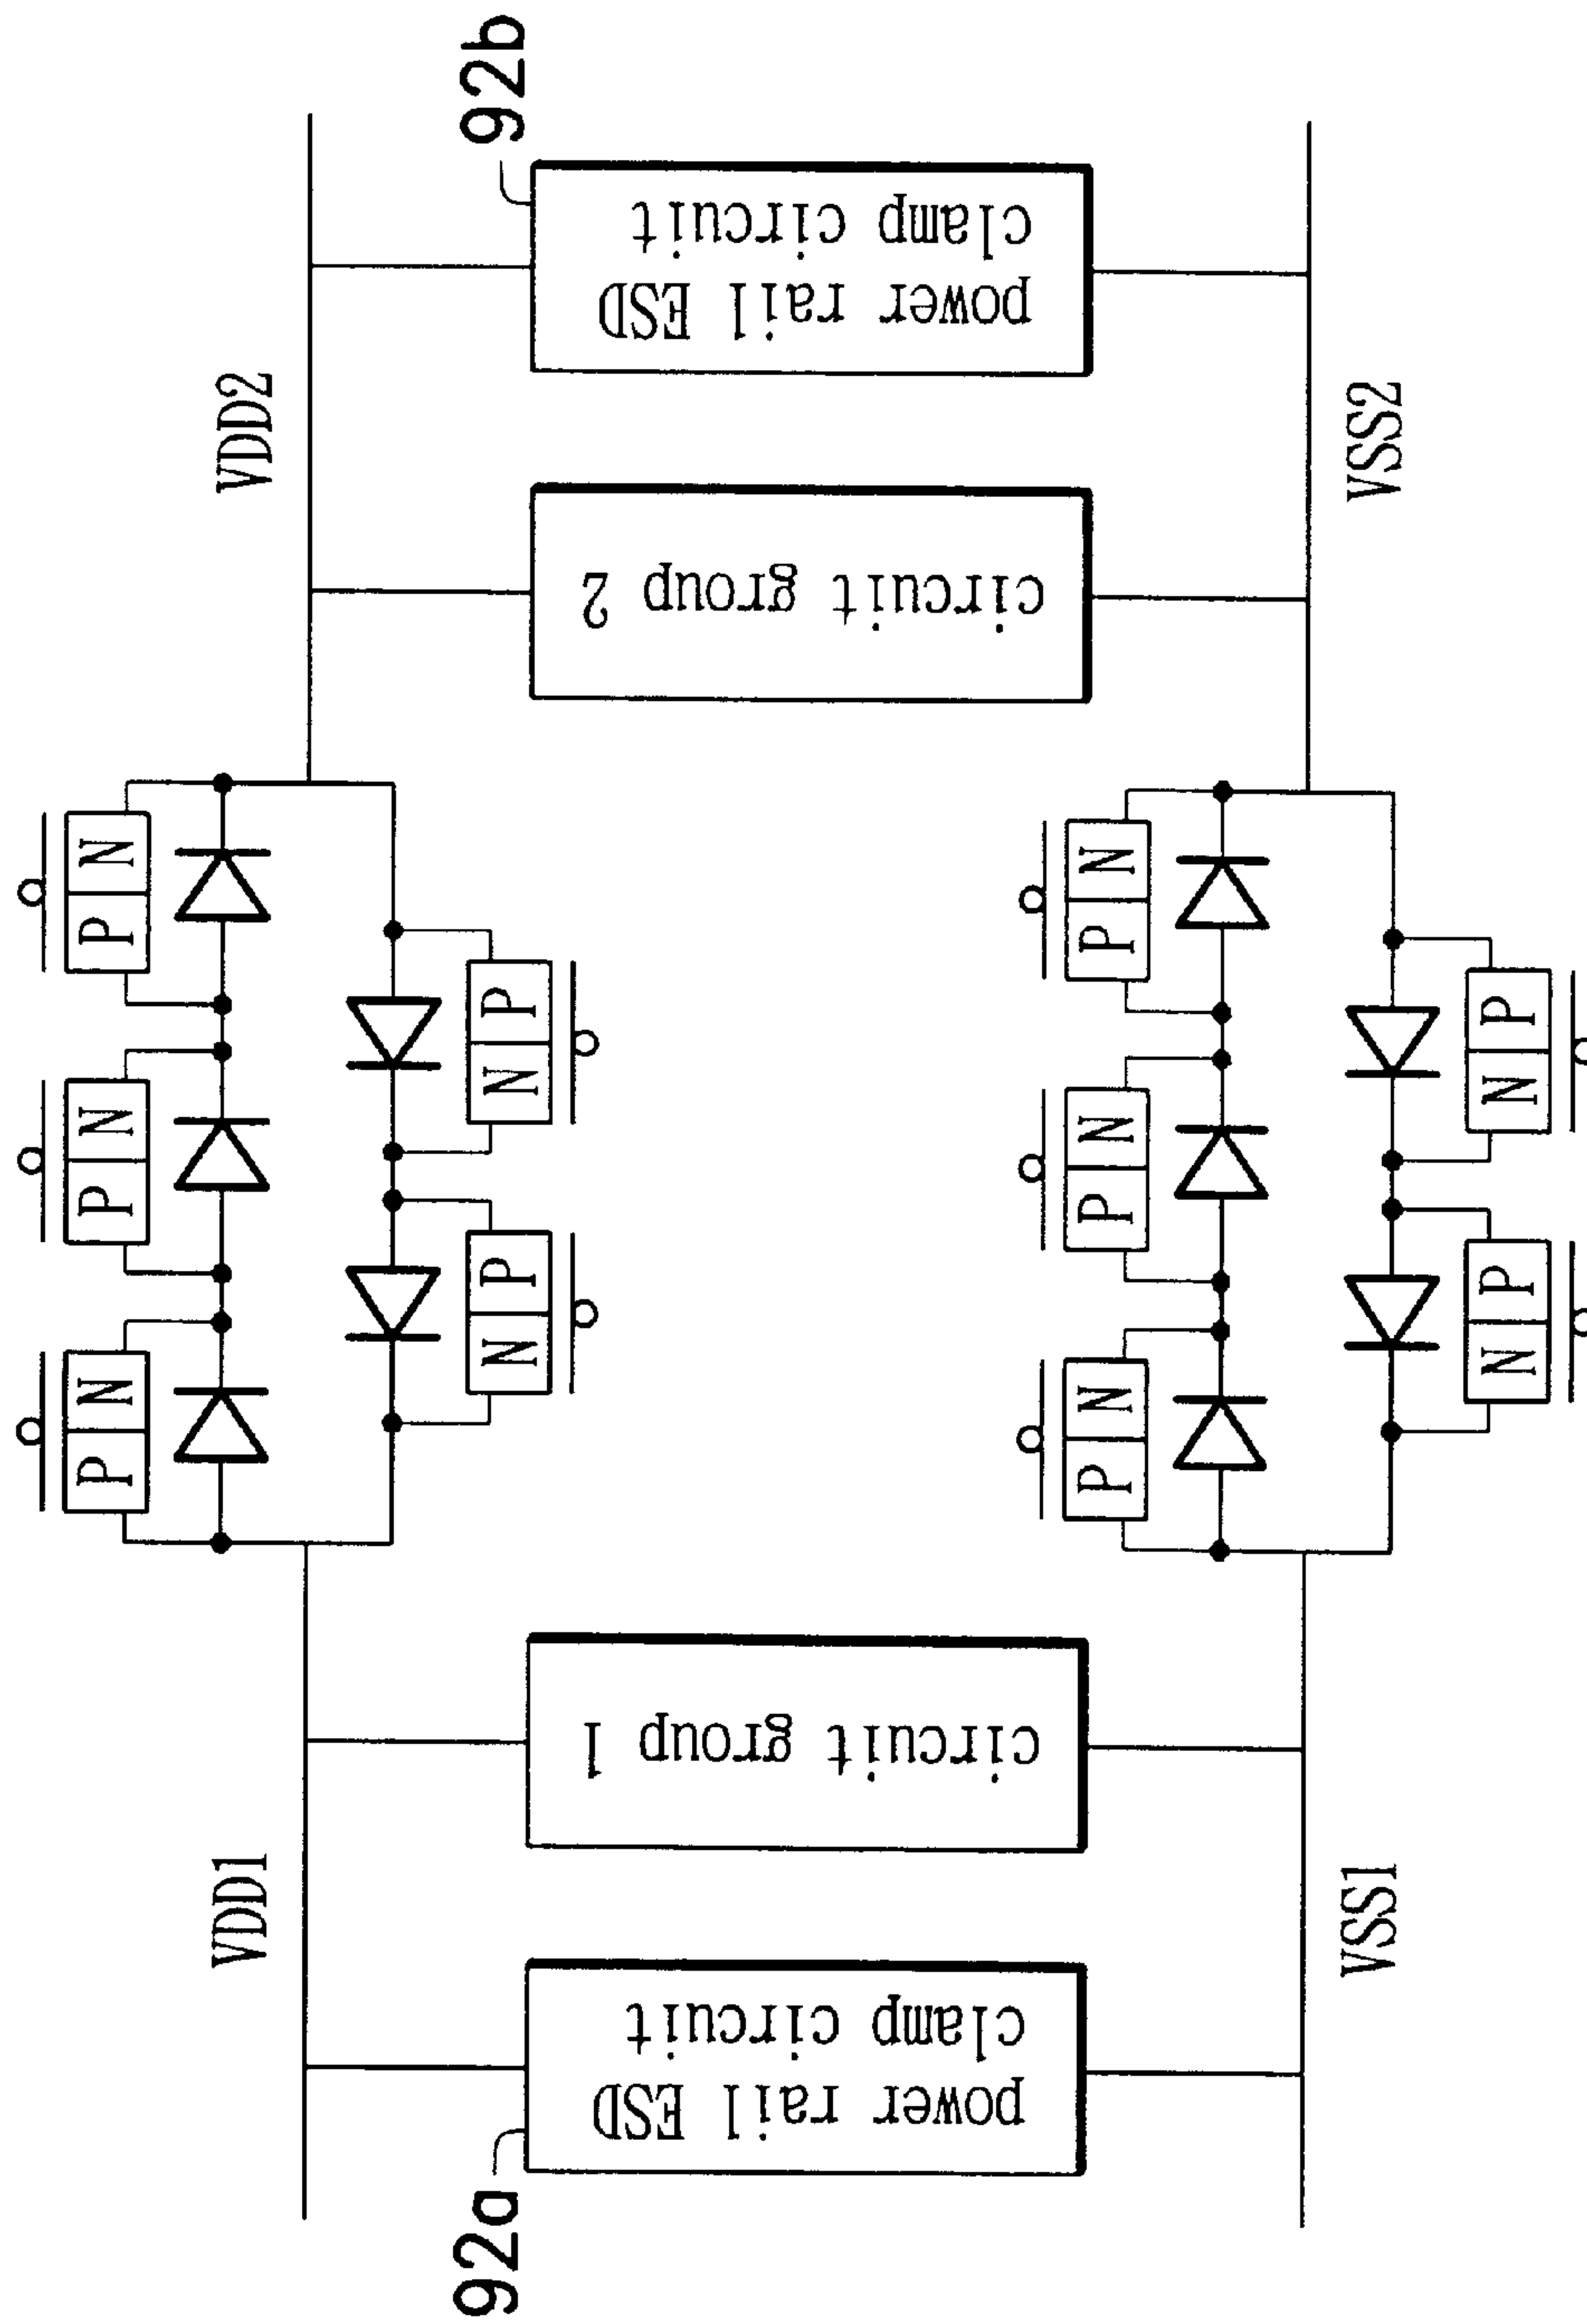 VDD1
VDD2
P N
P N
P N
N P
N P
92a
power rail ESD
clamp circuit
circuit group 1
circuit group 2
power rail ESD
clamp circuit
92b
P N
P N
P N
N P
N P
VSS1
VSS2